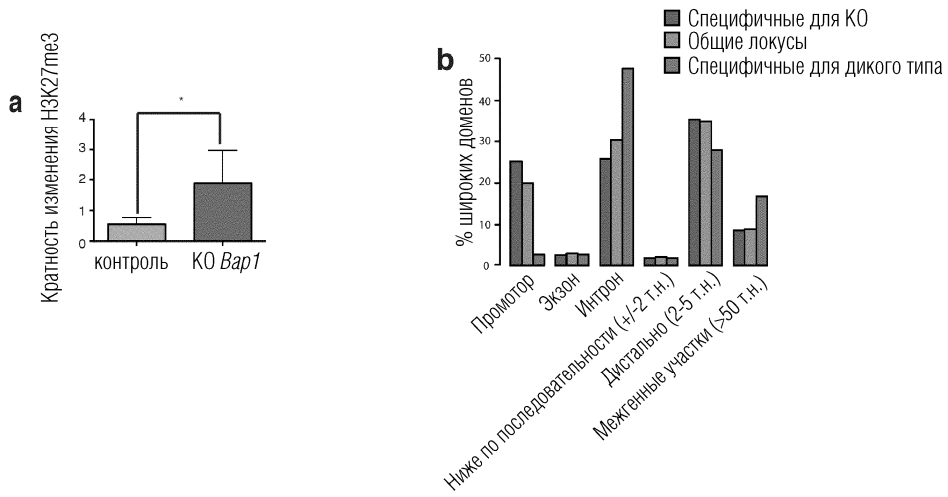 a
Кратность изменения H3K27me3
*
4
3
2
1
0
контроль
КО Bap1
b
Специфичные для КО
Общие локусы
Специфичные для дикого типа
% широких доменов
50
40
30
20
10
0
Промотор
Экзон
Интрон
Ниже по последовательности (+/-2 т.н.)
Дистально (2-5 т.н.)
Межгенные участки (>50 т.н.)